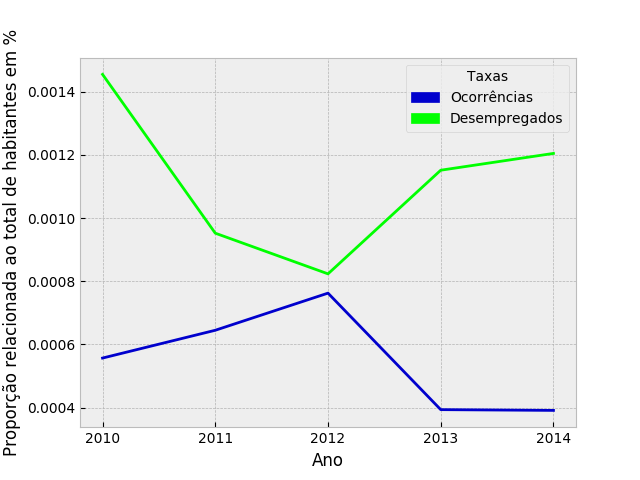 Proporção relacionada ao total de habitantes em %
0.0014
0.0012
0.0010
0.0008
0.0006
0.0004
Taxas
Ocorrências
Desempregados
2010 2011 2012 2013 2014
Ano